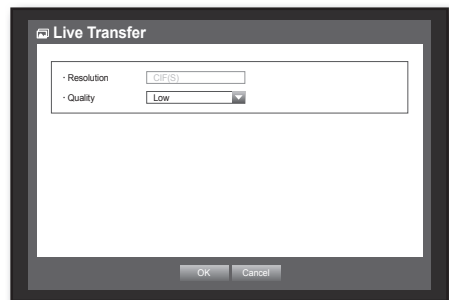 Live Transfer
· Resolution CIF(S)
· Quality Low
OK Cancel